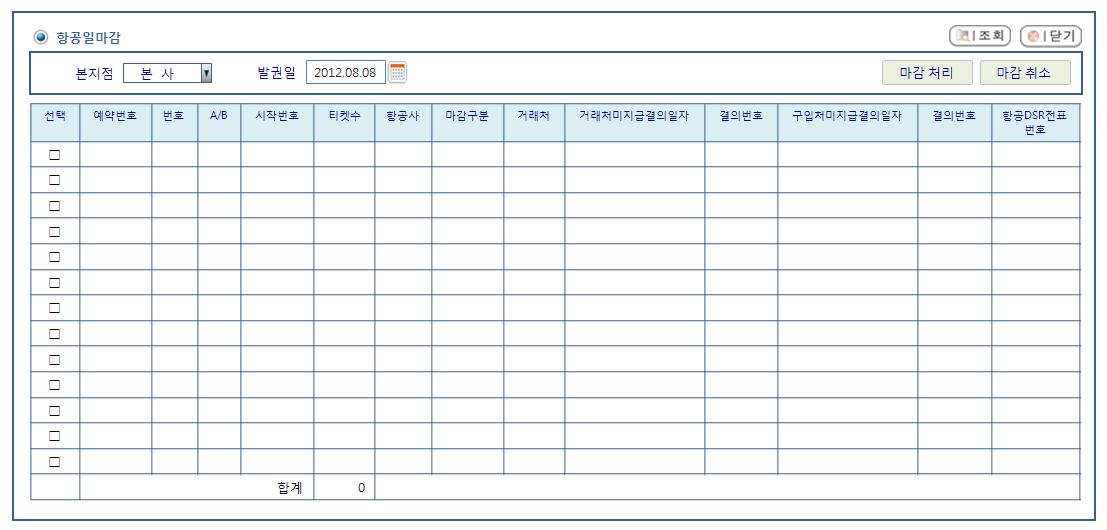 항공일마감 조회 닫기
본지점 본 사 발권일 2012.08.08 마감 처리 마감 취소
선택 예약번호 번호 A/B 시작번호 티켓수 항공사 마감구분 거래처 거래처미지급결의일자 결의번호 구입처미지급결의일자 결의번호 항공DSR전표
번호
합계 0